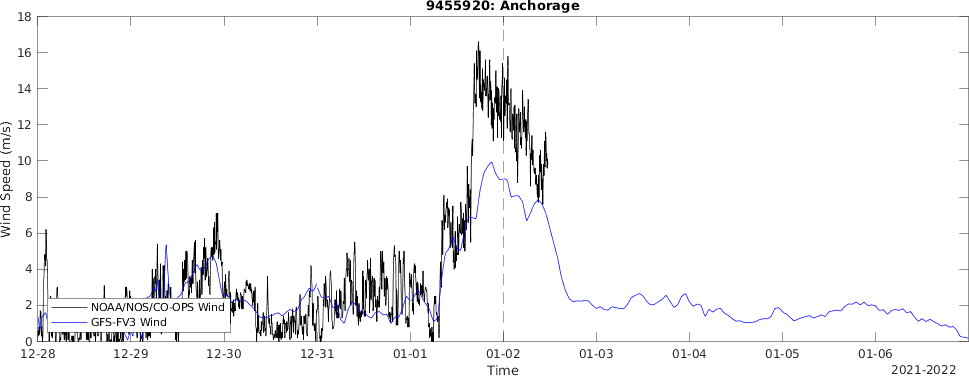 9455920: Anchorage
18
16
14
12
10
8
6
4
2
0
Wind Speed (m/s)
NOAA/NOS/CO-OPS Wind
GFS-FV3 Wind
12-28 12-29 12-30 12-31 01-01 01-02 01-03 01-04 01-05 01-06
Time
2021-2022